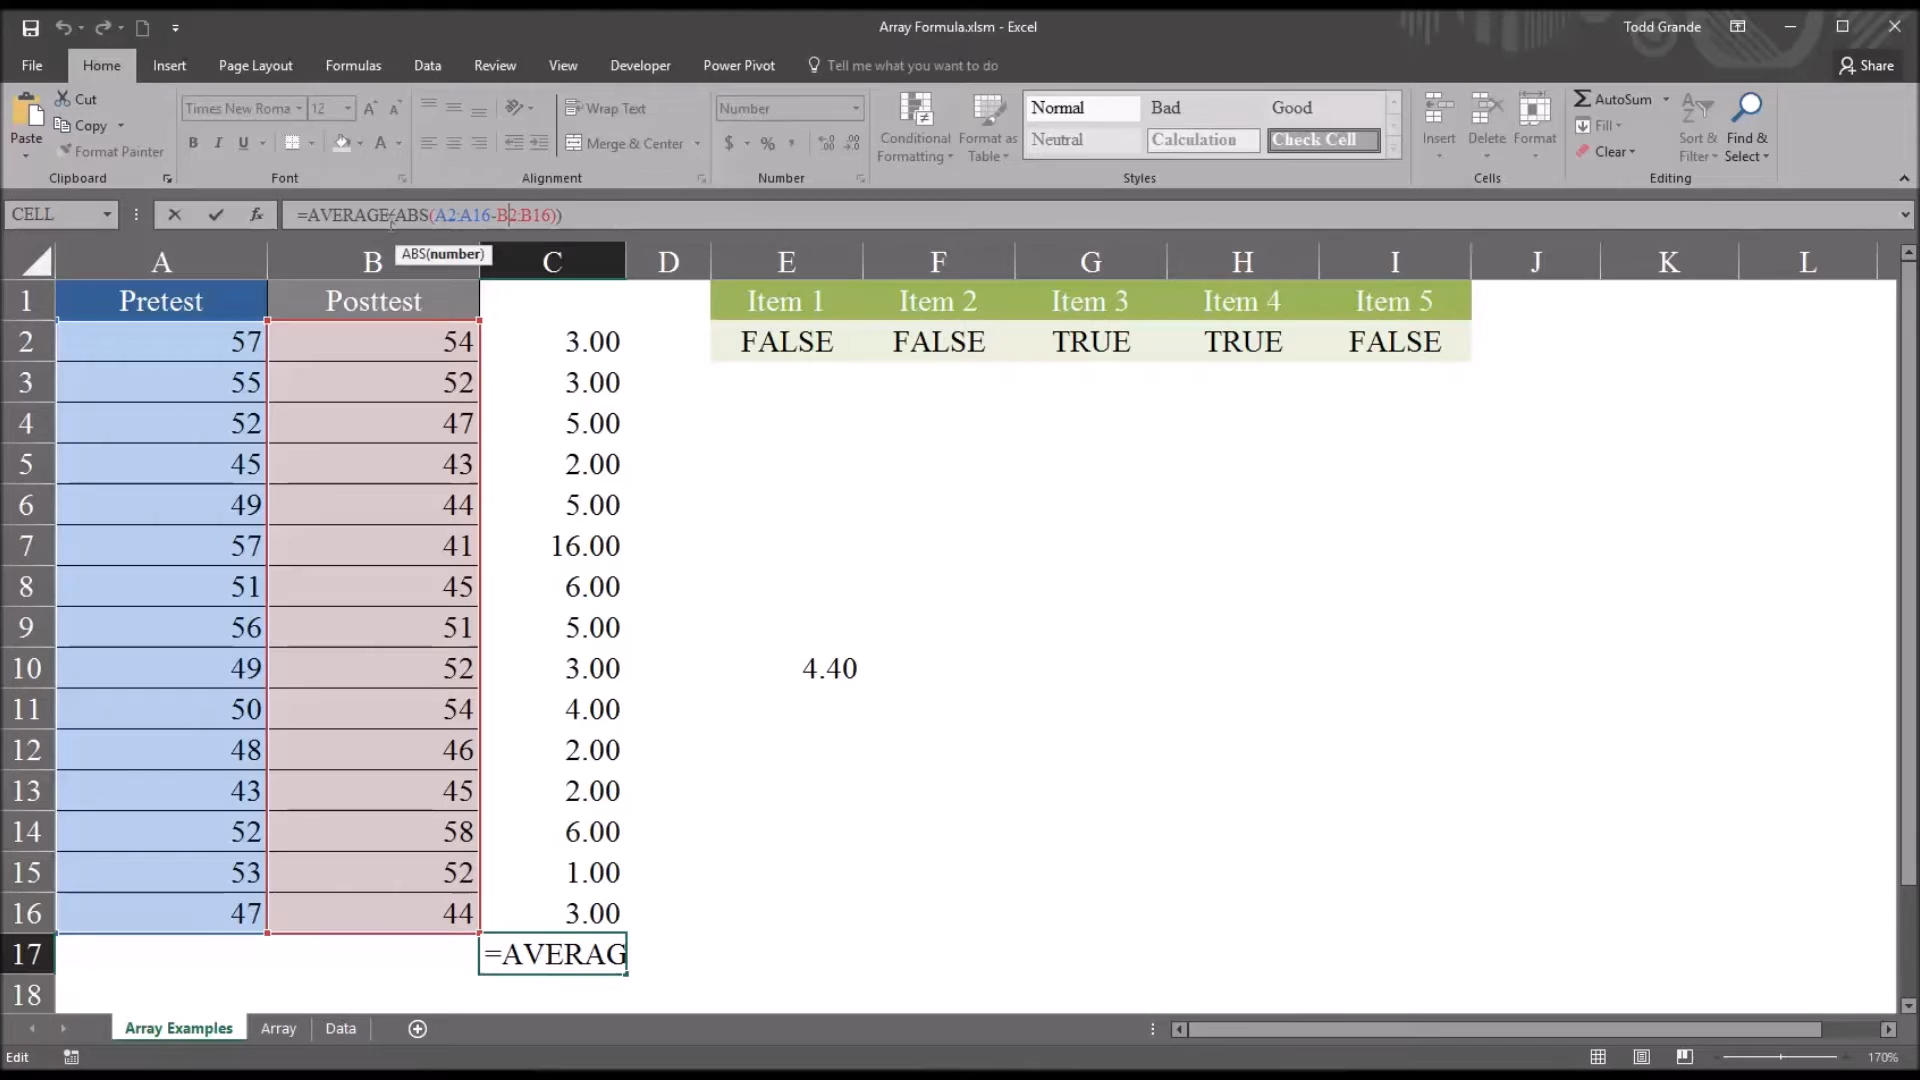 Array Formula.xlsm - Excel
Todd Grande
File Home Insert Page Layout Formulas Data Review View Developer Power Pivot Tell me what you want to do Share
Paste Cut Copy Format Painter Clipboard
Times New Roma 12 B I U A Font
Wrap Text Merge & Center Alignment
Number $ % , Number
Conditional Formatting Format as Table
Normal Bad Good
Neutral Calculation Check Cell
Styles
Insert Delete Format Cells
AutoSum Fill Clear Sort & Filter Find & Select Editing
CELL fx =AVERAGE(ABS(A2:A16-B2:B16))
ABS(number)
A B C D E F G H I J K L
1 Pretest Posttest Item 1 Item 2 Item 3 Item 4 Item 5
2 57 54 3.00 FALSE FALSE TRUE TRUE FALSE
3 55 52 3.00
4 52 47 5.00
5 45 43 2.00
6 49 44 5.00
7 57 41 16.00
8 51 45 6.00
9 56 51 5.00
10 49 52 3.00 4.40
11 50 54 4.00
12 48 46 2.00
13 43 45 2.00
14 52 58 6.00
15 53 52 1.00
16 47 44 3.00
17 =AVERAG
18
Array Examples Array Data
Edit 170%